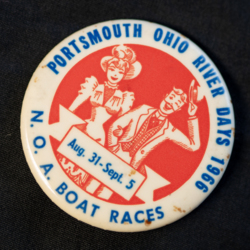 PORTSMOUTH OHIO RIVER DAYS 1966
Aug. 31-Sept. 5
N.O.A. BOAT RACES